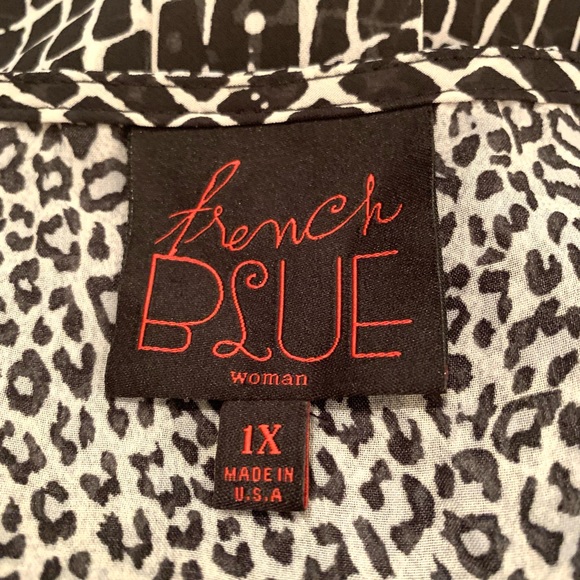 french
BLUE
woman
1X
MADE IN
U.S.A